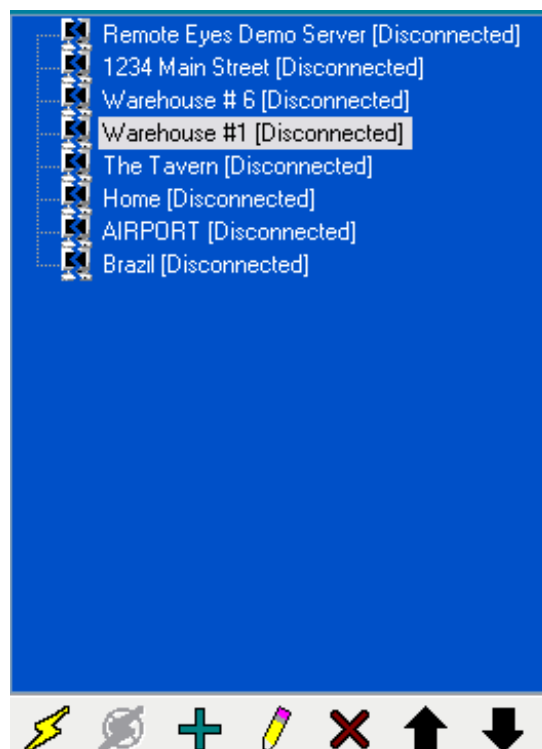 Remote Eyes Demo Server [Disconnected]
1234 Main Street [Disconnected]
Warehouse # 6 [Disconnected]
Warehouse #1 [Disconnected]
The Tavern [Disconnected]
Home [Disconnected]
AIRPORT [Disconnected]
Brazil [Disconnected]